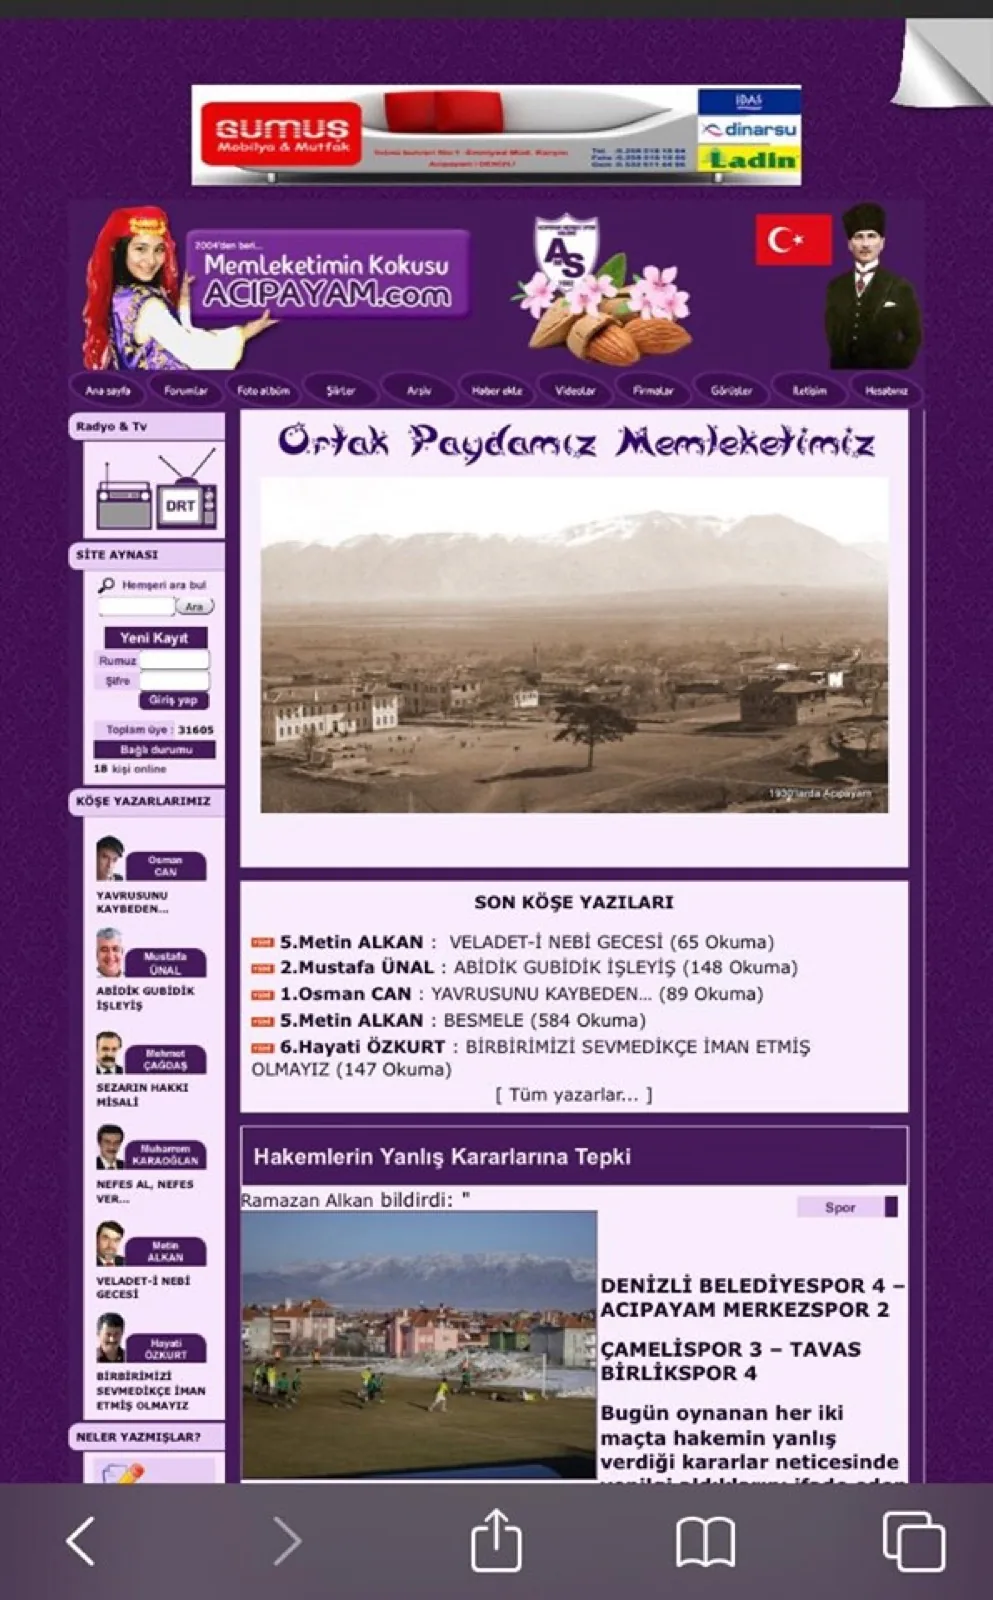 GUMUS
Mobilya & Mutfak
İDAŞ
dinarsu
Ladin
2004'den beri...
Memleketimin Kokusu
ACIPAYAM.com
AS
Ana sayfa
Forumlar
Foto albüm
Şiirler
Arşiv
Haber ekle
Videolar
Firmalar
Görüşler
İletişim
Hesabınız
Radyo & Tv
DRT
SİTE AYNASI
Hemşeri ara bul
Ara
Yeni Kayıt
Rumuz
Şifre
Giriş yap
Toplam üye : 31605
Bağlı durumu
18 kişi online
KÖŞE YAZARLARIMIZ
Osman
CAN
YAVRUSUNU
KAYBEDEN...
Mustafa
ÜNAL
ABİDİK GUBİDİK
İŞLEYİŞ
Mehmet
ÇAĞDAŞ
SEZARIN HAKKI
MİSALİ
Muharrem
KARAOĞLAN
NEFES AL, NEFES
VER...
Metin
ALKAN
VELADET-İ NEBİ
GECESİ
Hayati
ÖZKURT
BİRBİRİMİZİ
SEVMEDİKÇE İMAN
ETMİŞ OLMAYIZ
NELER YAZMIŞLAR?
Ortak Paydamız Memleketimiz
1930'larda Acıpayam
SON KÖŞE YAZILARI
5.Metin ALKAN : VELADET-İ NEBİ GECESİ (65 Okuma)
2.Mustafa ÜNAL : ABİDİK GUBİDİK İŞLEYİŞ (148 Okuma)
1.Osman CAN : YAVRUSUNU KAYBEDEN... (89 Okuma)
5.Metin ALKAN : BESMELE (584 Okuma)
6.Hayati ÖZKURT : BİRBİRİMİZİ SEVMEDİKÇE İMAN ETMİŞ
OLMAYIZ (147 Okuma)
[ Tüm yazarlar... ]
Hakemlerin Yanlış Kararlarına Tepki
Ramazan Alkan bildirdi: "
Spor
DENİZLİ BELEDİYESPOR 4 –
ACIPAYAM MERKEZSPOR 2
ÇAMELİSPOR 3 – TAVAS
BİRLİKSPOR 4
Bugün oynanan her iki
maçta hakemin yanlış
verdiği kararlar neticesinde